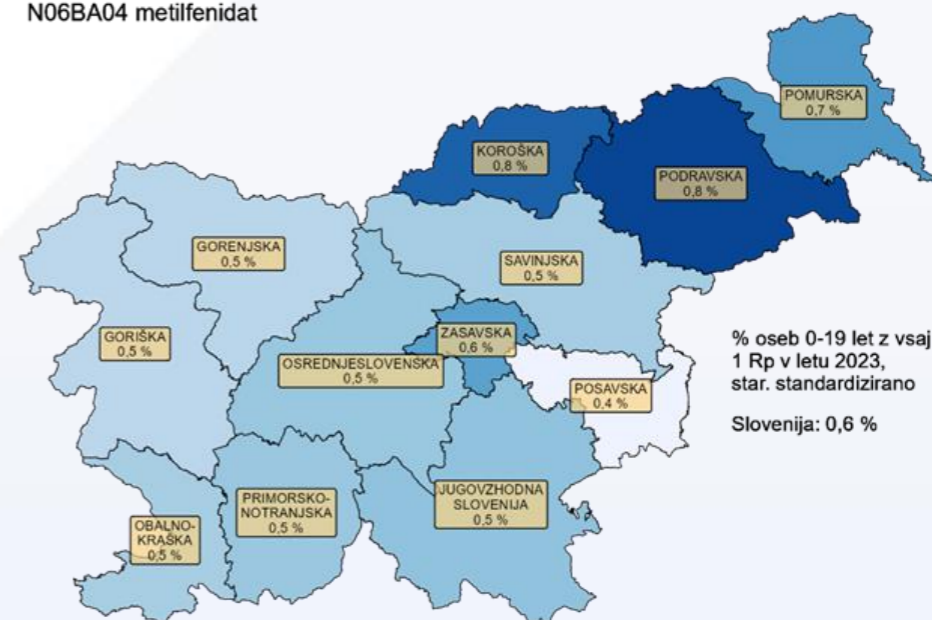 N06BA04 metilfenidat
POMURSKA
0,7 %
KOROŠKA
0,8 %
PODRAVSKA
0,8 %
GORENJSKA
0,5 %
SAVINJSKA
0,5 %
GORIŠKA
0,5 %
ZASAVSKA
0,6 %
OSREDNJESLOVENSKA
0,5 %
POSAVSKA
0,4 %
% oseb 0-19 let z vsaj
1 Rp v letu 2023,
star. standardizirano
Slovenija: 0,6 %
PRIMORSKO-
NOTRANJSKA
0,5 %
JUGOVZHODNA
SLOVENIJA
0,5 %
OBALNO-
KRAŠKA
0,5 %